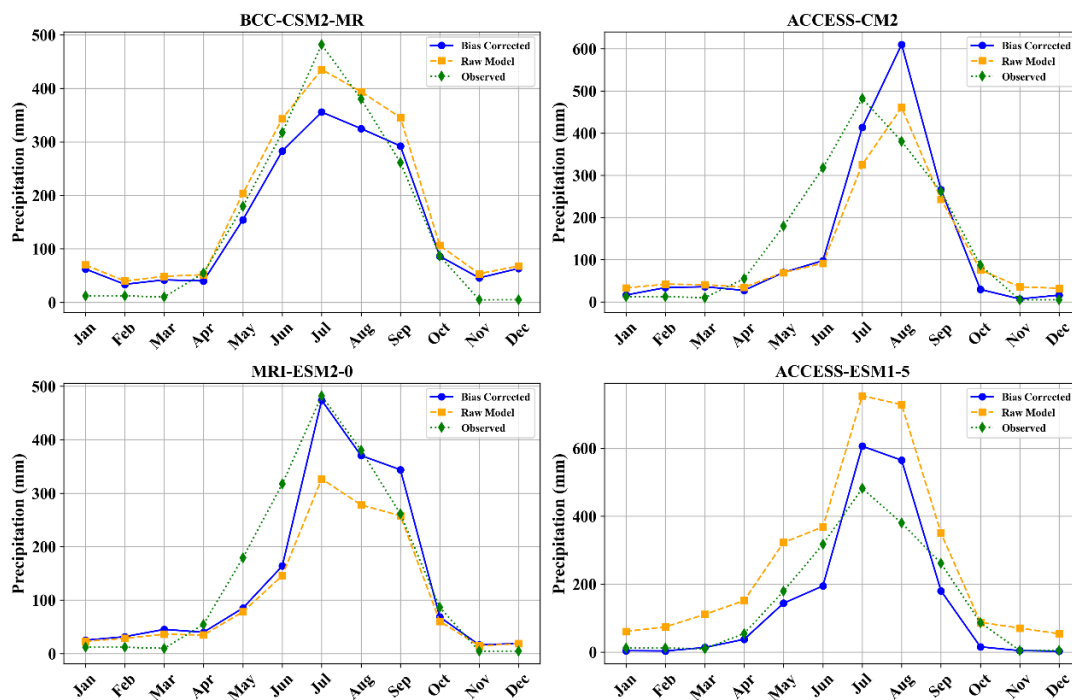 BCC-CSM2-MR
Precipitation (mm)
500
400
300
200
100
0
Bias Corrected
Raw Model
Observed
Jan Feb Mar Apr May Jun Jul Aug Sep Oct Nov Dec
ACCESS-CM2
Precipitation (mm)
600
500
400
300
200
100
0
Bias Corrected
Raw Model
Observed
Jan Feb Mar Apr May Jun Jul Aug Sep Oct Nov Dec
MRI-ESM2-0
Precipitation (mm)
500
400
300
200
100
0
Bias Corrected
Raw Model
Observed
Jan Feb Mar Apr May Jun Jul Aug Sep Oct Nov Dec
ACCESS-ESM1-5
Precipitation (mm)
600
400
200
0
Bias Corrected
Raw Model
Observed
Jan Feb Mar Apr May Jun Jul Aug Sep Oct Nov Dec